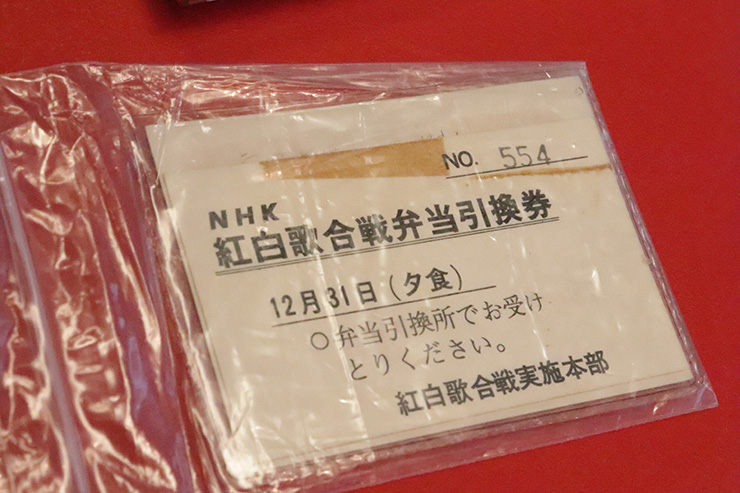 NO. 554
NHK
紅白歌合戦弁当引換券
12月31日(夕食)
○弁当引換所でお受け
とりください。
紅白歌合戦実施本部